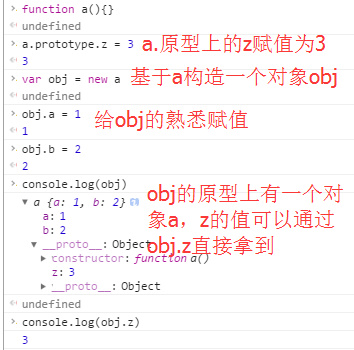 function a(){}
undefined
a.prototype.z = 3 a.原型上的z赋值为3
3
var obj = new a 基于a构造一个对象obj
undefined
obj.a = 1
1
给obj的熟悉赋值
obj.b = 2
2
console.log(obj)
obj的原型上有一个对
象a，z的值可以通过
obj.z直接拿到
a {a: 1, b: 2}
a: 1
b: 2
__proto__: Object
constructor: function a()
z: 3
__proto__: Object
undefined
console.log(obj.z)
3